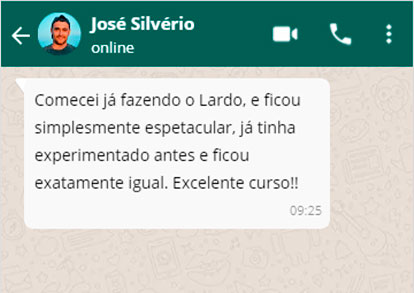 José Silvério
online
Comecei já fazendo o Lardo, e ficou
simplesmente espetacular, já tinha
experimentado antes e ficou
exatamente igual. Excelente curso!!
09:25